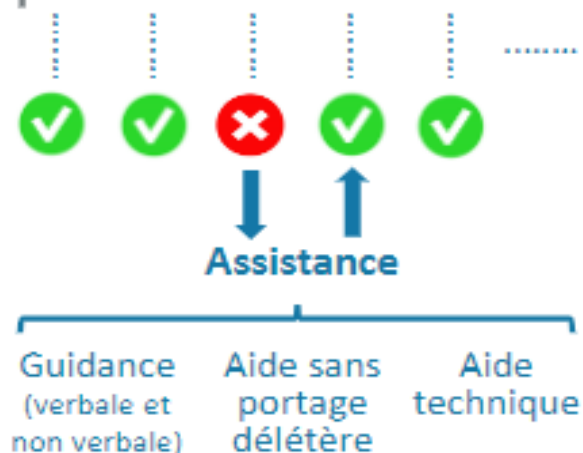 Assistance
Guidance Aide sans Aide
(verbale et portage technique
non verbale) délétère